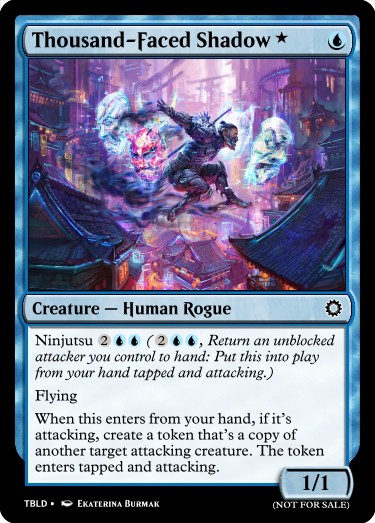 Thousand-Faced Shadow ★
Creature — Human Rogue
Ninjutsu 2UU (2UU, Return an unblocked
attacker you control to hand: Put this into play
from your hand tapped and attacking.)
Flying
When this enters from your hand, if it's
attacking, create a token that's a copy of
another target attacking creature. The token
enters tapped and attacking.
1/1
TBLD • Ekaterina Burmak
(NOT FOR SALE)